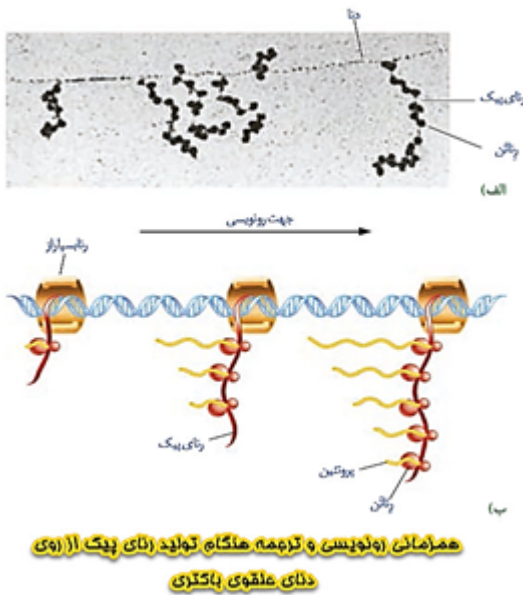 دنا
رنای پیک
رناتن
الف)
جهت رونویسی
رنابسپاراز
رنای پیک
پروتئین
رناتن
ب)
همزمانی رونویسی و ترجمه هنگام تولید رنای پیک از روی
دنای حلقوی باکتری